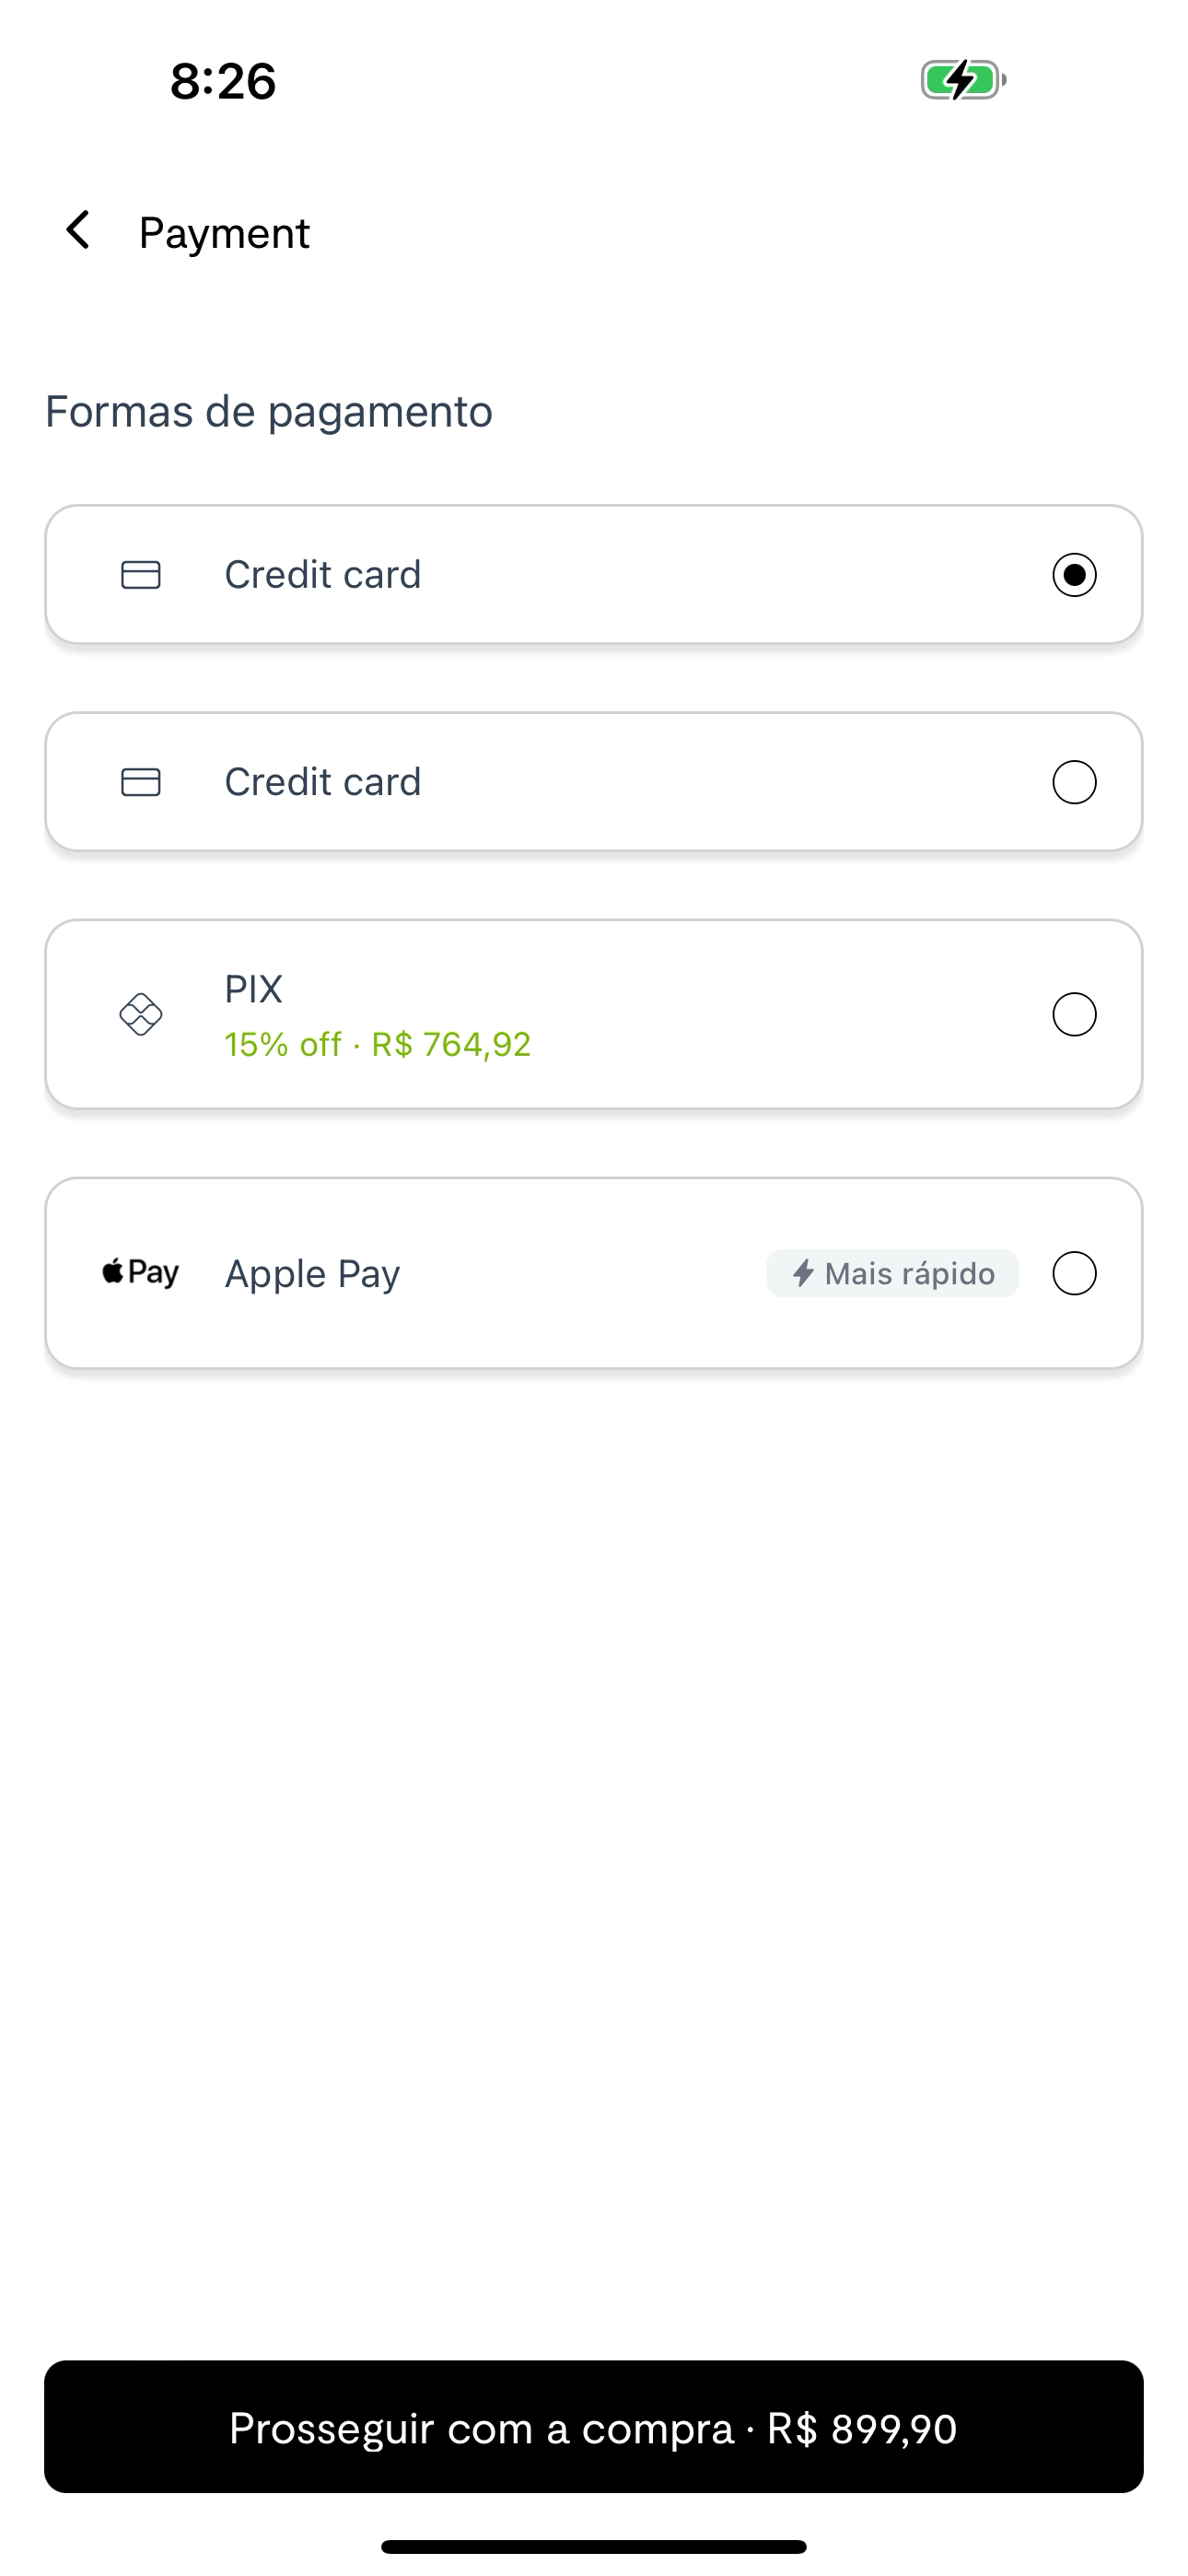 8:26
Payment
Formas de pagamento
Credit card
Credit card
PIX
15% off · R$ 764,92
Pay Apple Pay Mais rápido
Prosseguir com a compra · R$ 899,90